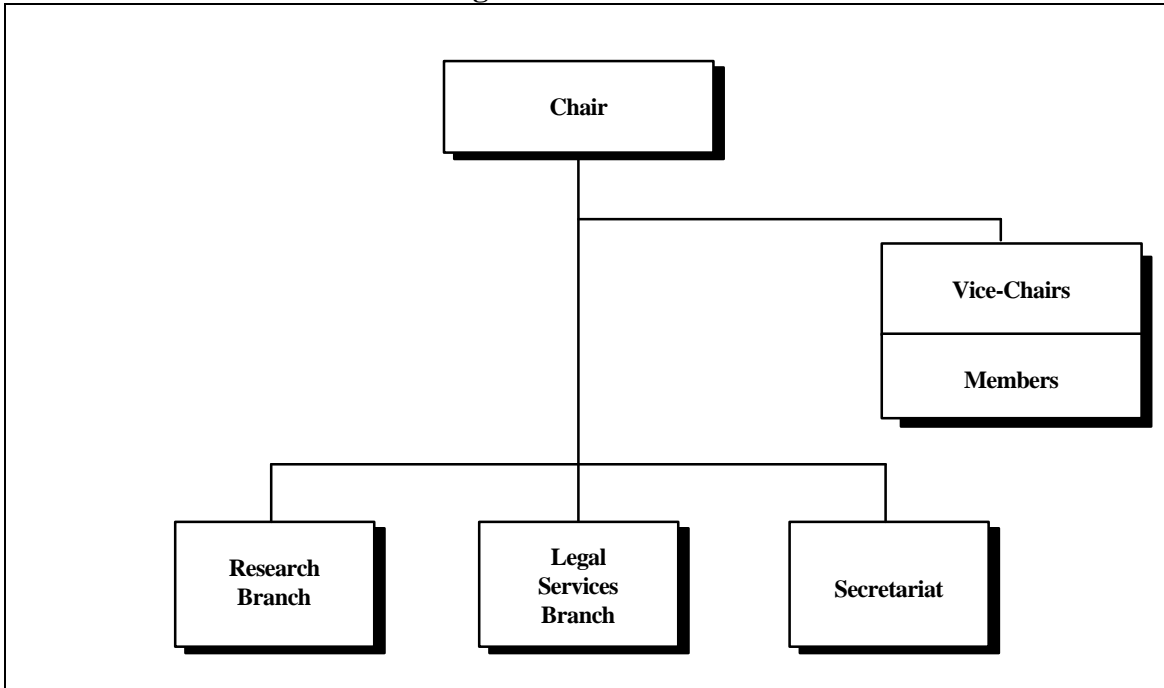 Chair
Vice-Chairs
Members
Research
Branch
Legal
Services
Branch
Secretariat